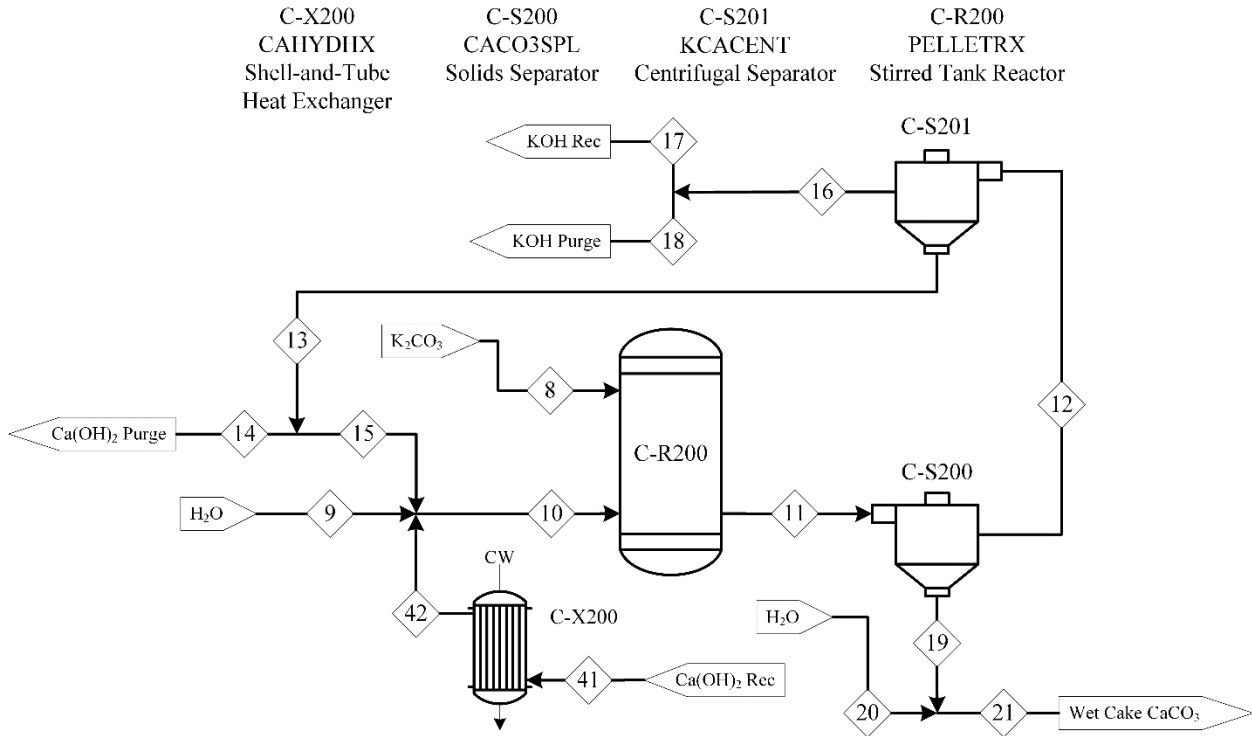 C-X200
CAHYDHX
Shell-and-Tube
Heat Exchanger
C-S200
CACO3SPL
Solids Separator
C-S201
KCACENT
Centrifugal Separator
C-R200
PELLETRX
Stirred Tank Reactor
C-S201
KOH Rec
17
16
KOH Purge
18
13
K₂CO₃
8
12
Ca(OH)₂ Purge
14
15
C-R200
C-S200
H₂O
9
10
11
CW
42
C-X200
H₂O
19
41
Ca(OH)₂ Rec
20
21
Wet Cake CaCO₃